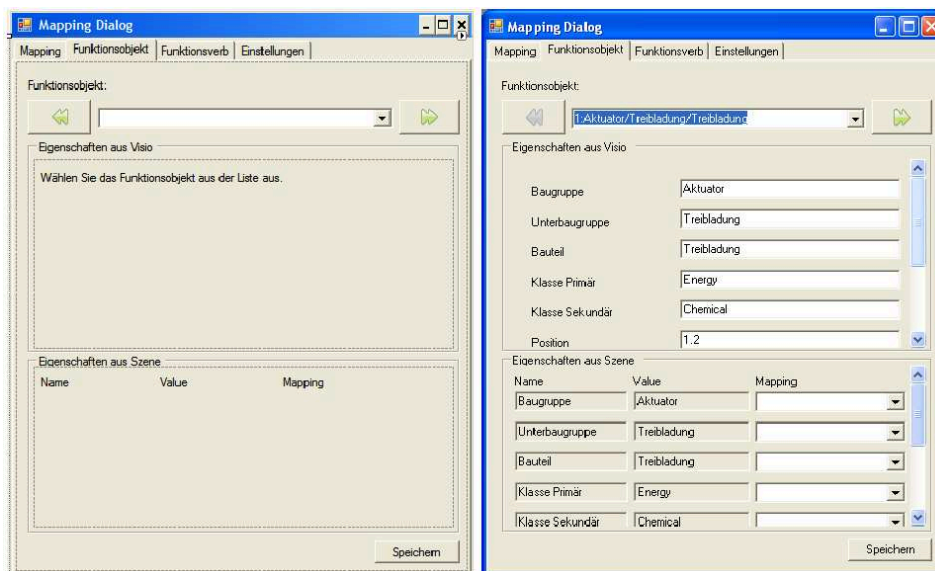 Mapping Dialog
Mapping Funktionsobjekt Funktionsverb Einstellungen
Funktionsobjekt:
Eigenschaften aus Visio
Wählen Sie das Funktionsobjekt aus der Liste aus.
Eigenschaften aus Szene
Name Value Mapping
Speichern
Mapping Dialog
Mapping Funktionsobjekt Funktionsverb Einstellungen
Funktionsobjekt:
1:Aktuator/Treibladung/Treibladung
Eigenschaften aus Visio
Baugruppe Aktuator
Unterbaugruppe Treibladung
Bauteil Treibladung
Klasse Primär Energy
Klasse Sekundär Chemical
Position 1.2
Eigenschaften aus Szene
Name Value Mapping
Baugruppe Aktuator
Unterbaugruppe Treibladung
Bauteil Treibladung
Klasse Primär Energy
Klasse Sekundär Chemical
Speichern